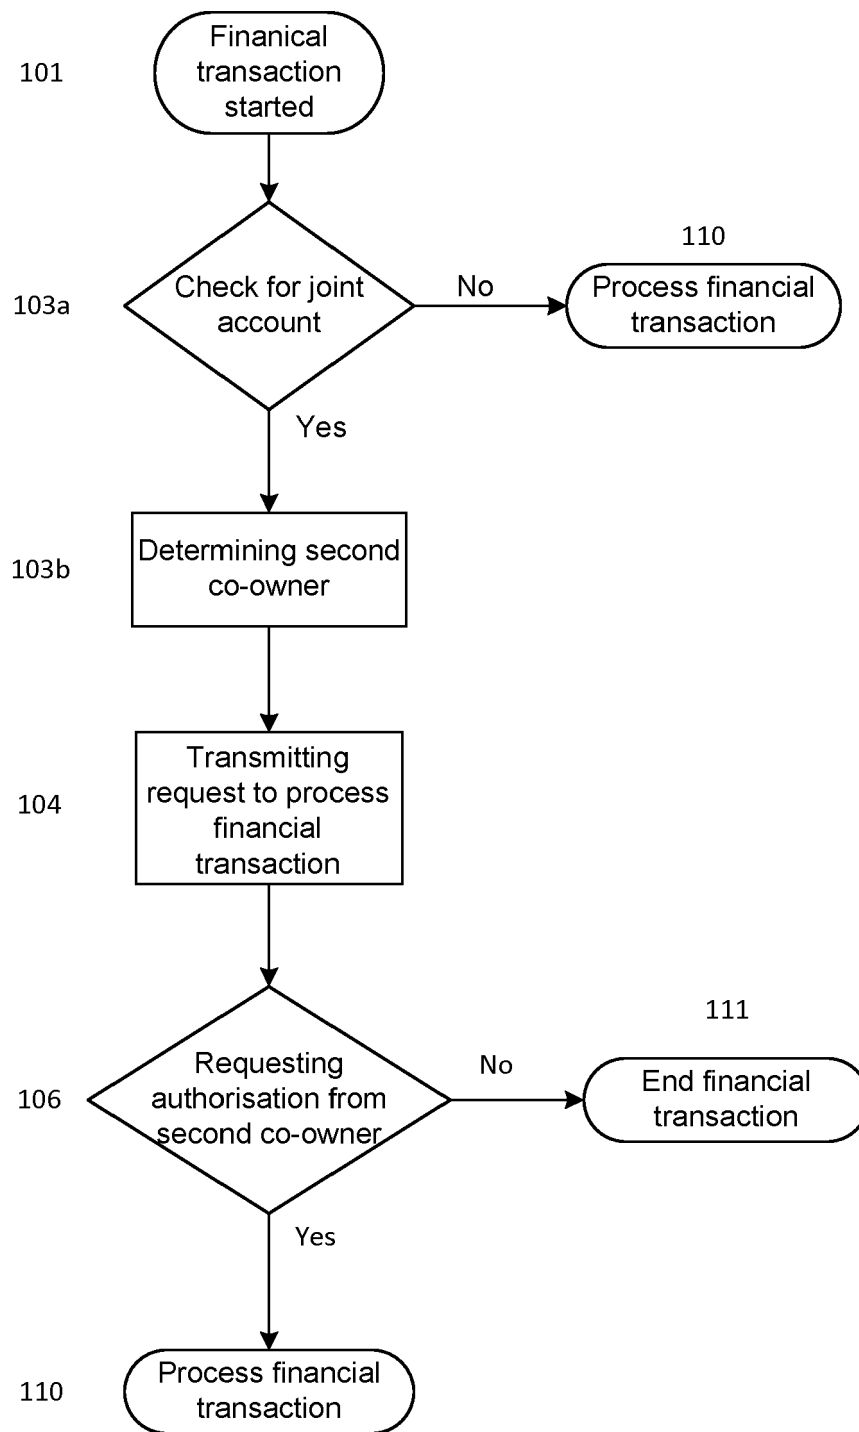 Finanical
transaction
started
101
110
Check for joint
account
No
Process financial
transaction
103a
Yes
Determining second
co-owner
103b
Transmitting
request to process
financial
transaction
104
111
Requesting
authorisation from
second co-owner
No
End financial
transaction
106
Yes
Process financial
transaction
110